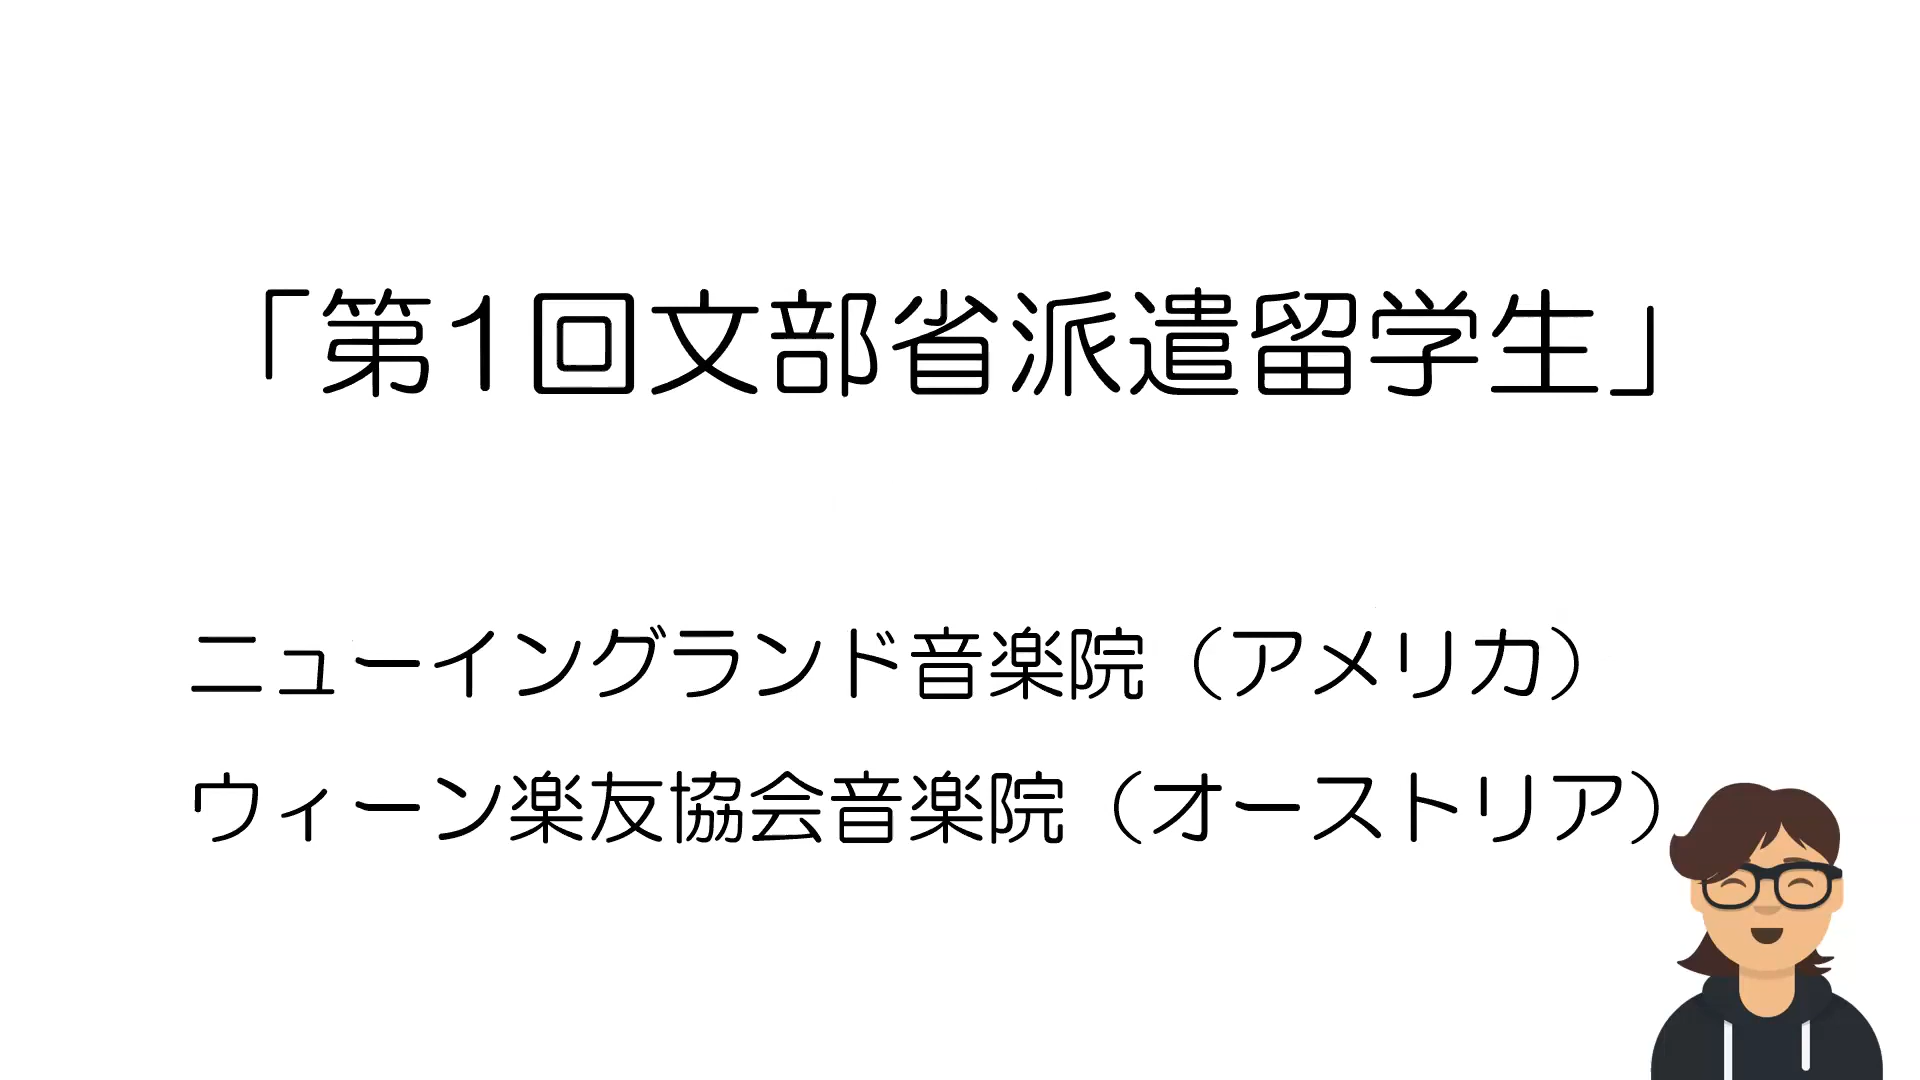 「第1回文部省派遣留学生」
ニューイングランド音楽院（アメリカ）
ウィーン楽友協会音楽院（オーストリア）